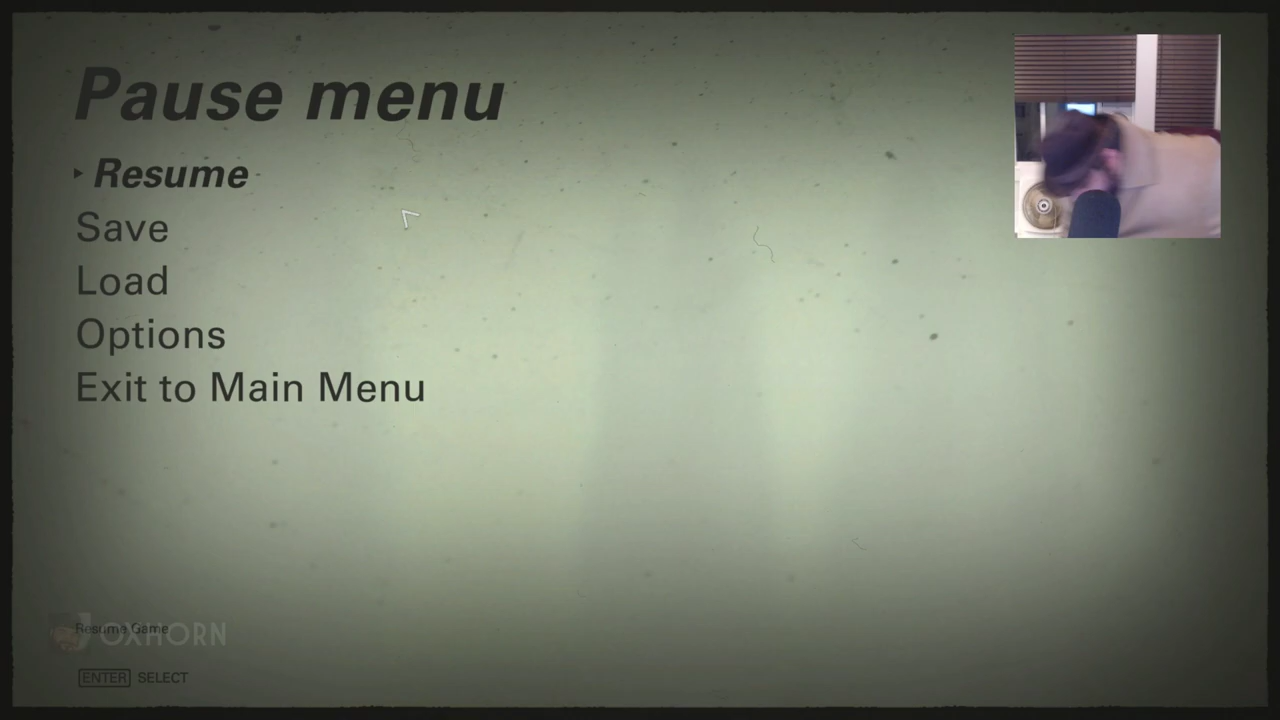 Pause menu
Resume
Save
Load
Options
Exit to Main Menu
Resume Game
OXHORN
ENTER SELECT